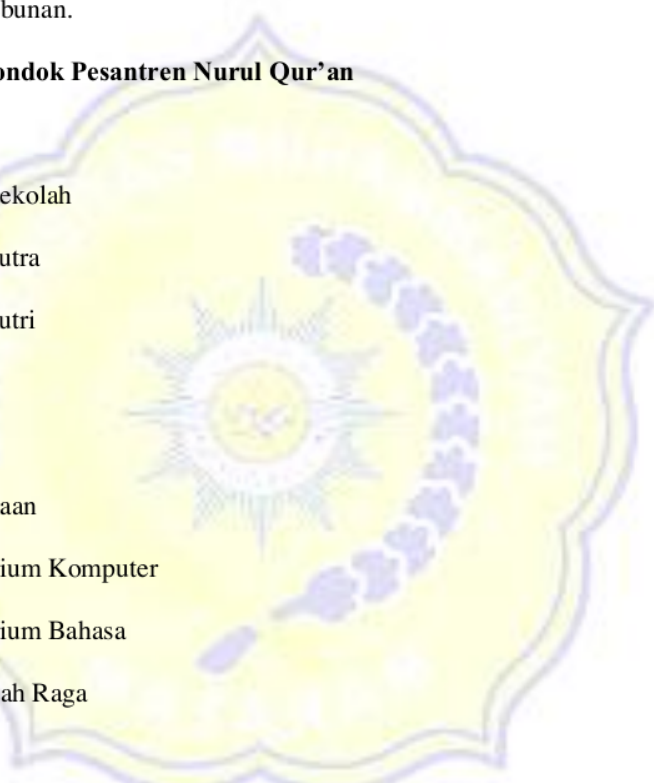 bunan.
ondok Pesantren Nurul Qur’an
ekolah
utra
utri
aan
ium Komputer
ium Bahasa
ah Raga